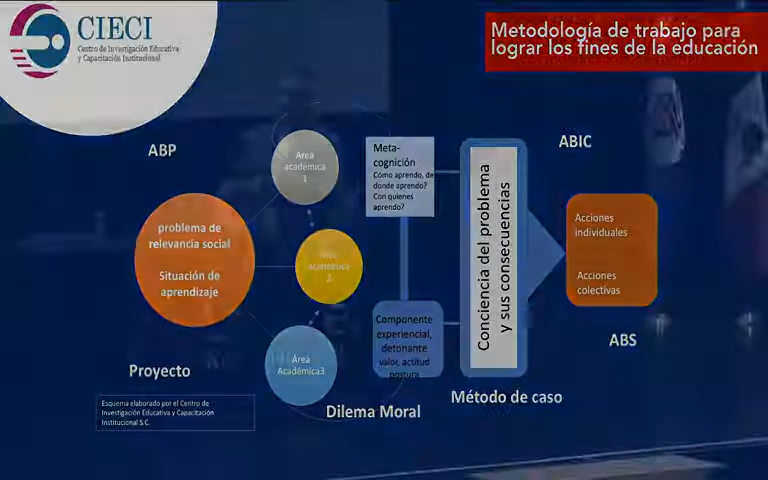 CIECI
Centro de Investigación Educativa
y Capacitación Institucional
Metodología de trabajo para
lograr los fines de la educación
ABP
ABIC
Area
académica
1
Meta-
cognición
Cómo aprendo, de
donde aprendo?
Con quienes
aprendo?
Conciencia del problema
y sus consecuencias
problema de
relevancia social
Situación de
aprendizaje
académica
2
Acciones
individuales
Acciones
colectivas
Componente
experiencial,
detonante
valor, actitud
postura
Área
Académica3
ABS
Proyecto
Método de caso
Dilema Moral
Esquema elaborado por el Centro de
Investigación Educativa y Capacitación
Institucional S.C.